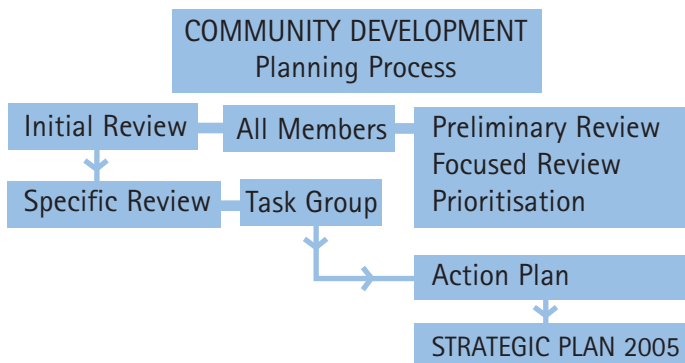 COMMUNITY DEVELOPMENT
Planning Process
Initial Review
All Members
Preliminary Review
Focused Review
Prioritisation
Specific Review
Task Group
Action Plan
STRATEGIC PLAN 2005